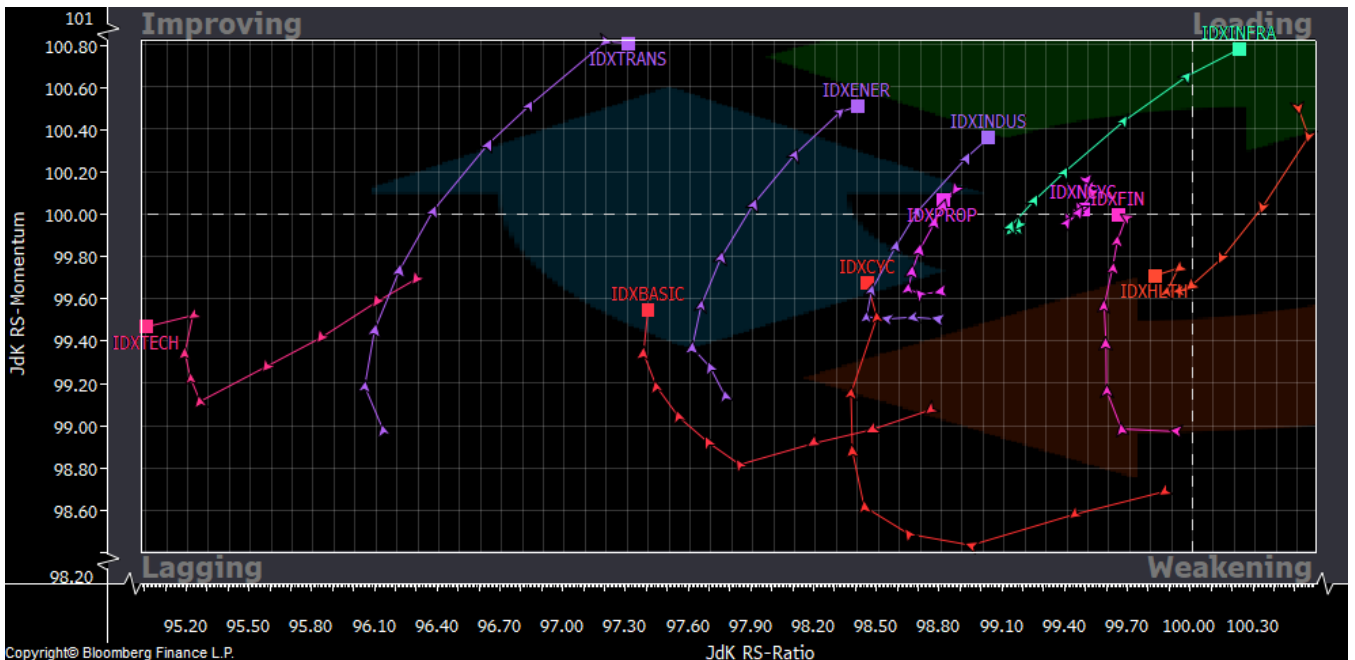 Improving
Leading
101
100.80
100.60
100.40
100.20
100.00
99.80
99.60
99.40
99.20
99.00
98.80
98.60
98.20
JdK RS-Momentum
IDXINFRA
IDXTRANS
IDXENER
IDXINDUS
IDXNCYC
IDXFIN
IDXPROP
IDXCYC
IDXHLTH
IDXBASIC
IDXTECH
Lagging
Weakening
95.20 95.50 95.80 96.10 96.40 96.70 97.00 97.30 97.60 97.90 98.20 98.50 98.80 99.10 99.40 99.70 100.00 100.30
Copyright© Bloomberg Finance L.P.
JdK RS-Ratio